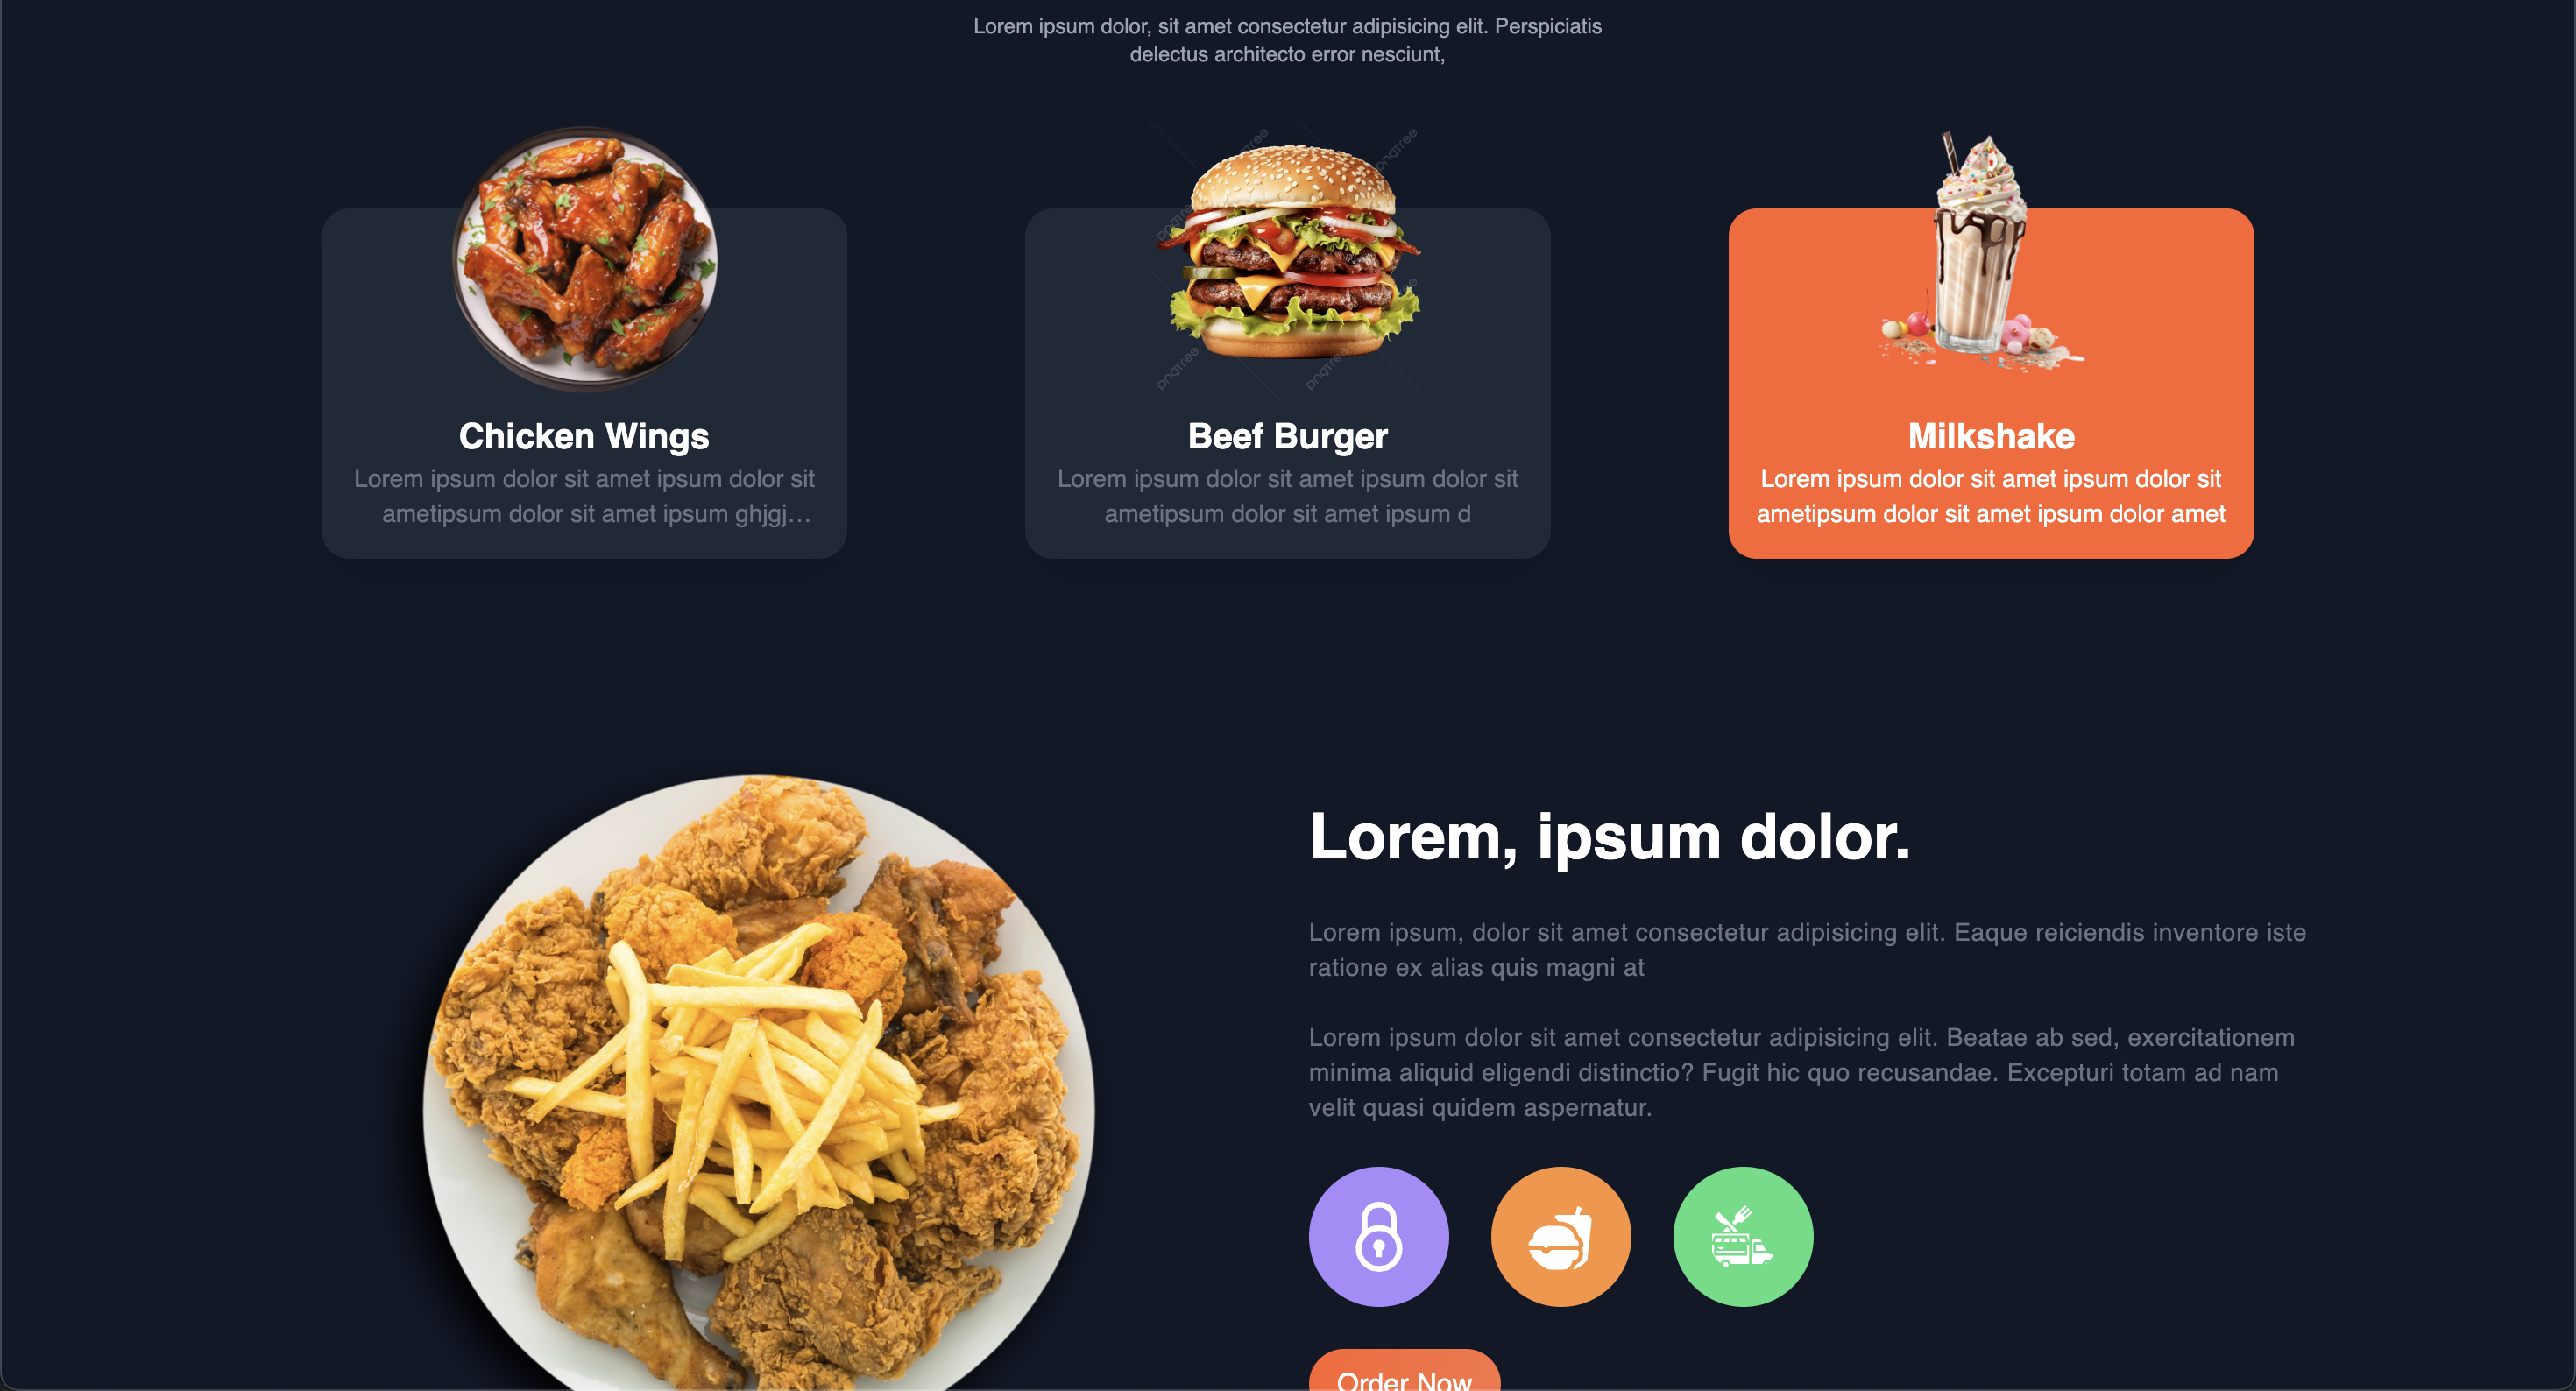 Lorem ipsum dolor, sit amet consectetur adipisicing elit. Perspiciatis
delectus architecto error nesciunt,
pngtree
pngtree
pngtree
pngtree
pngtree
Chicken Wings
Lorem ipsum dolor sit amet ipsum dolor sit
ametipsum dolor sit amet ipsum ghjgj…
Beef Burger
Lorem ipsum dolor sit amet ipsum dolor sit
ametipsum dolor sit amet ipsum d
Milkshake
Lorem ipsum dolor sit amet ipsum dolor sit
ametipsum dolor sit amet ipsum dolor amet
Lorem, ipsum dolor.
Lorem ipsum, dolor sit amet consectetur adipisicing elit. Eaque reiciendis inventore iste
ratione ex alias quis magni at
Lorem ipsum dolor sit amet consectetur adipisicing elit. Beatae ab sed, exercitationem
minima aliquid eligendi distinctio? Fugit hic quo recusandae. Excepturi totam ad nam
velit quasi quidem aspernatur.
Order Now